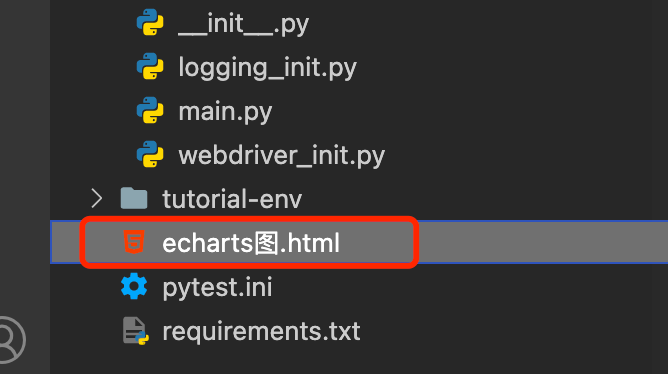 __init__.py
logging_init.py
main.py
webdriver_init.py
tutorial-env
echarts图.html
pytest.ini
requirements.txt